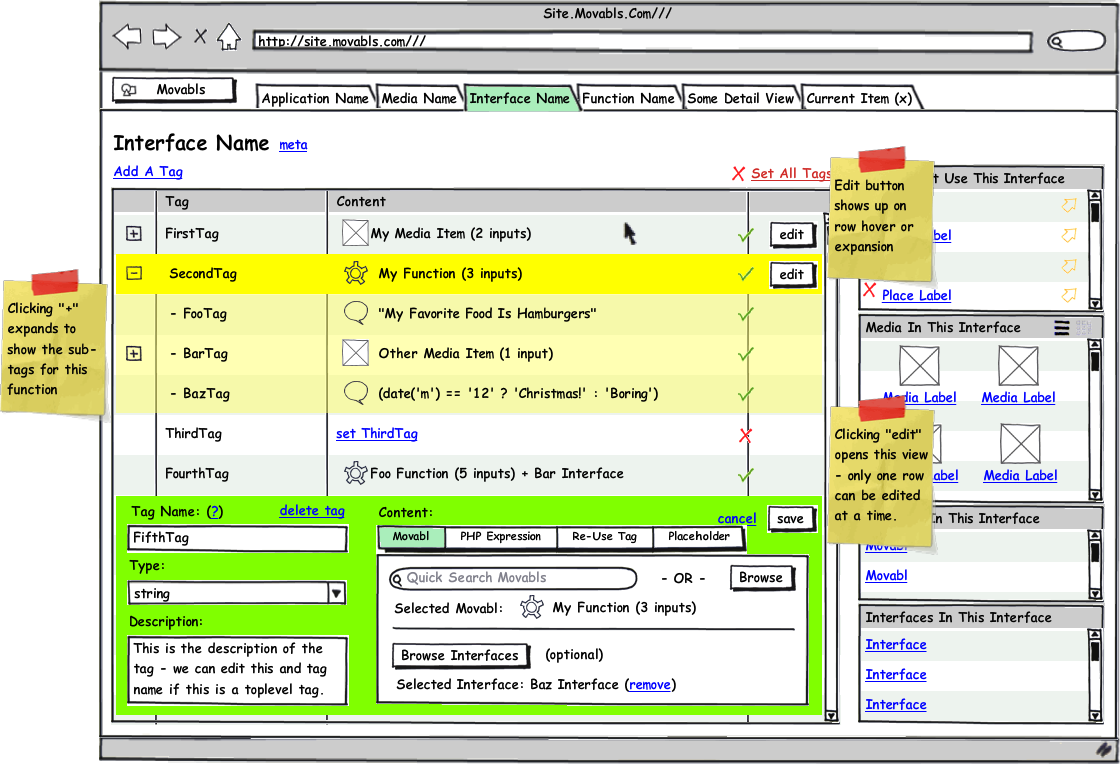 Site.Movabls.Com///
http://site.movabls.com///
Movabls
Application Name
Media Name
Interface Name
Function Name
Some Detail View
Current Item (x)
Interface Name meta
Add A Tag
X Set All Tags
Tag Content
FirstTag My Media Item (2 inputs) edit
SecondTag My Function (3 inputs) edit
- FooTag "My Favorite Food Is Hamburgers"
- BarTag Other Media Item (1 input)
- BazTag (date('m') == '12' ? 'Christmas!' : 'Boring')
ThirdTag set ThirdTag
FourthTag Foo Function (5 inputs) + Bar Interface
Tag Name: (?) delete tag
FifthTag
Type:
string
Description:
This is the description of the
tag - we can edit this and tag
name if this is a toplevel tag.
Content:
cancel save
Movabl PHP Expression Re-Use Tag Placeholder
Quick Search Movabls - OR - Browse
Selected Movabl: My Function (3 inputs)
Browse Interfaces (optional)
Selected Interface: Baz Interface (remove)
Clicking "+"
expands to
show the sub-
tags for this
function
Edit button
shows up on
row hover or
expansion
Clicking "edit"
opens this view
- only one row
can be edited
at a time.
Use This Interface
Place Label
Media In This Interface
Media Label Media Label
Media Label
In This Interface
Movabl
Movabl
Interfaces In This Interface
Interface
Interface
Interface